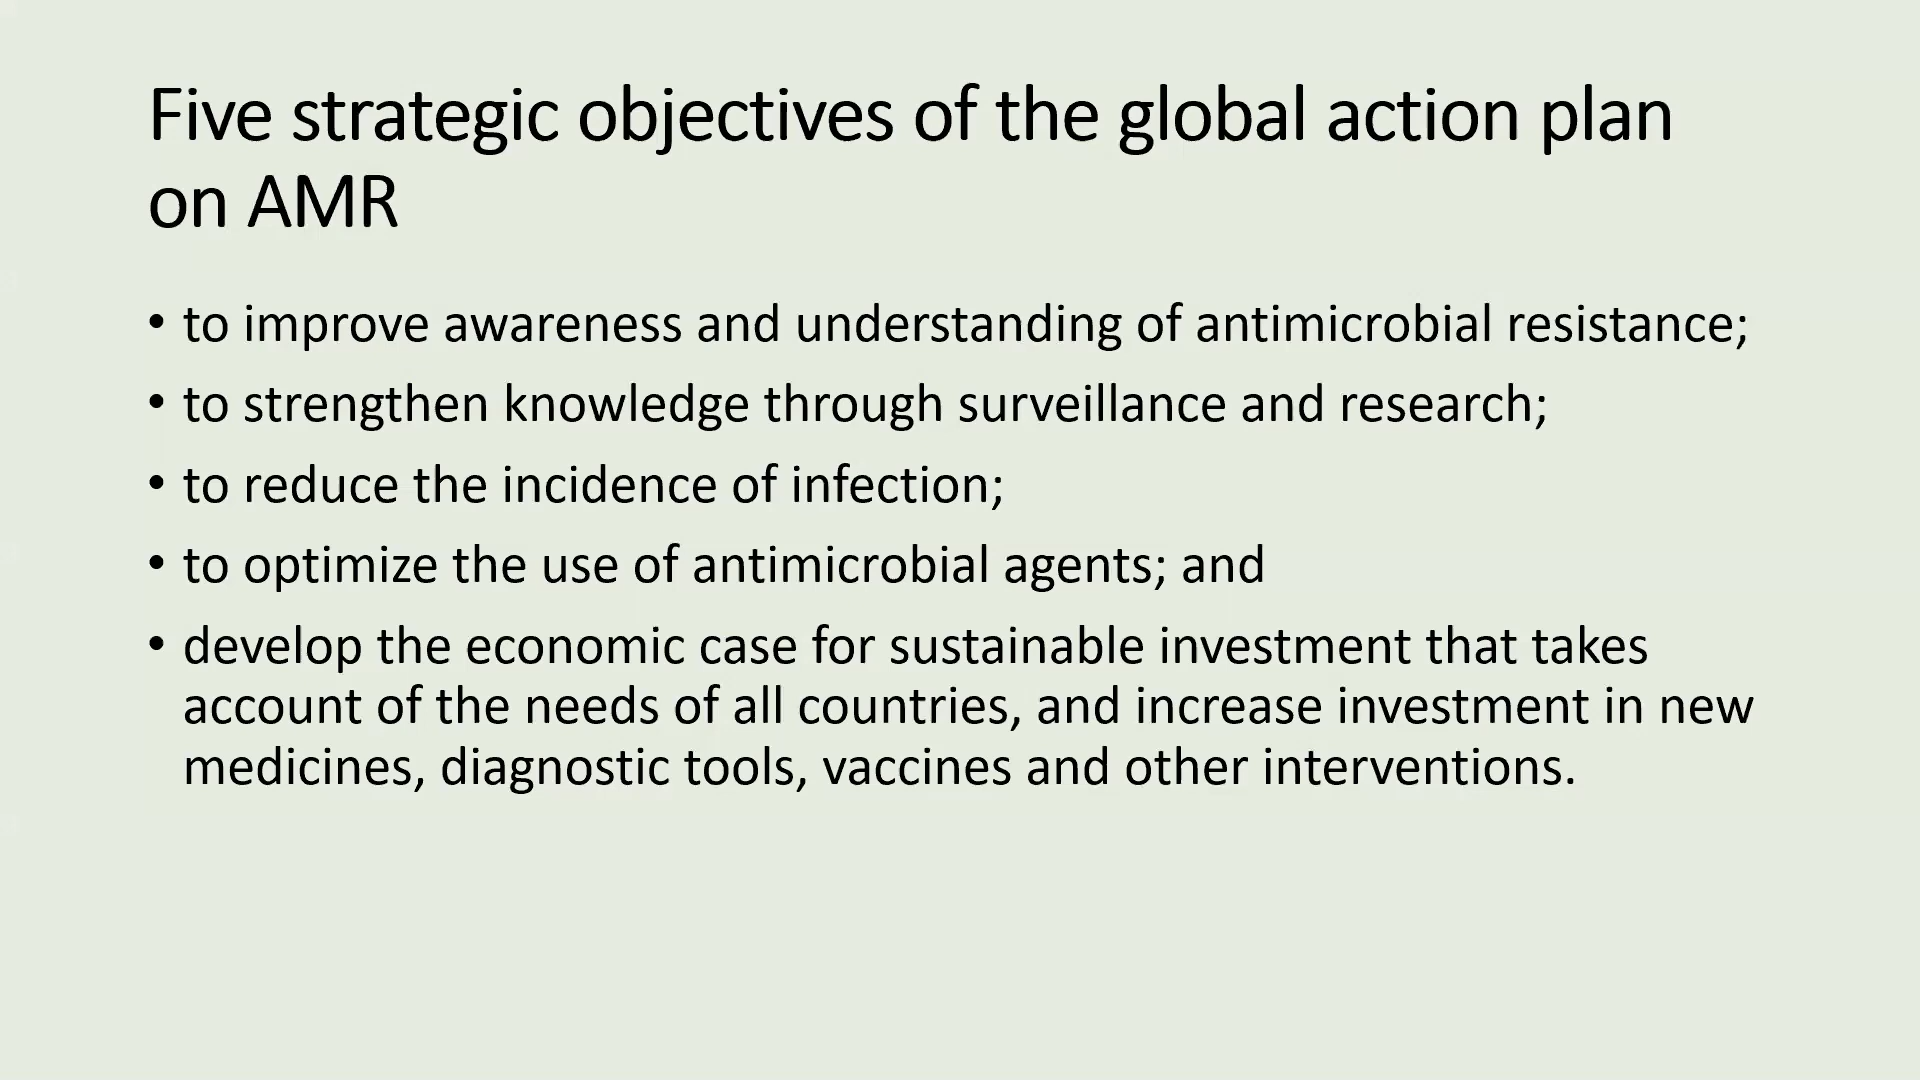 Five strategic objectives of the global action plan
on AMR
• to improve awareness and understanding of antimicrobial resistance;
• to strengthen knowledge through surveillance and research;
• to reduce the incidence of infection;
• to optimize the use of antimicrobial agents; and
• develop the economic case for sustainable investment that takes
account of the needs of all countries, and increase investment in new
medicines, diagnostic tools, vaccines and other interventions.